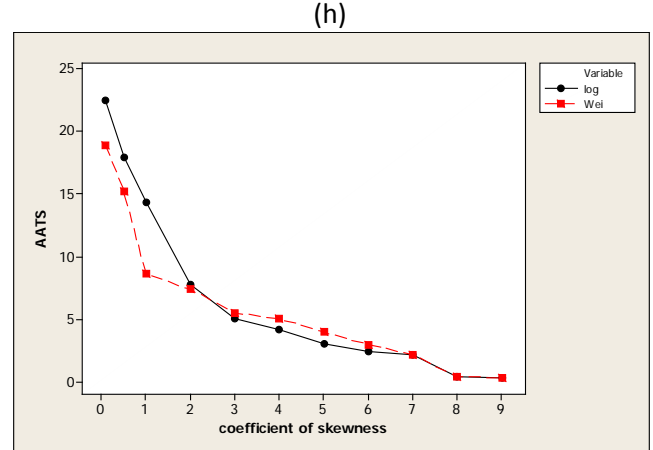 (h)
Variable
log
Wei
25
20
15
10
5
0
AATS
0 1 2 3 4 5 6 7 8 9
coefficient of skewness